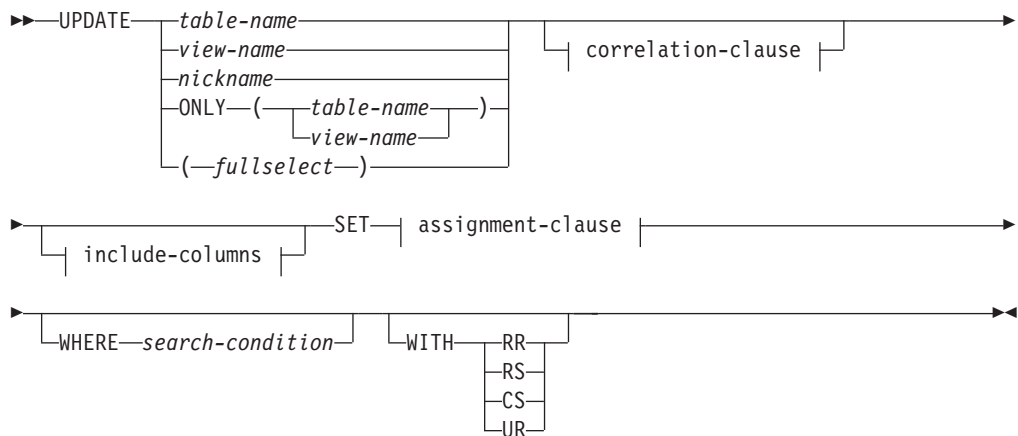 UPDATE table-name correlation-clause
view-name
nickname
ONLY ( table-name )
view-name
( fullselect )
include-columns SET assignment-clause
WHERE search-condition WITH RR
RS
CS
UR